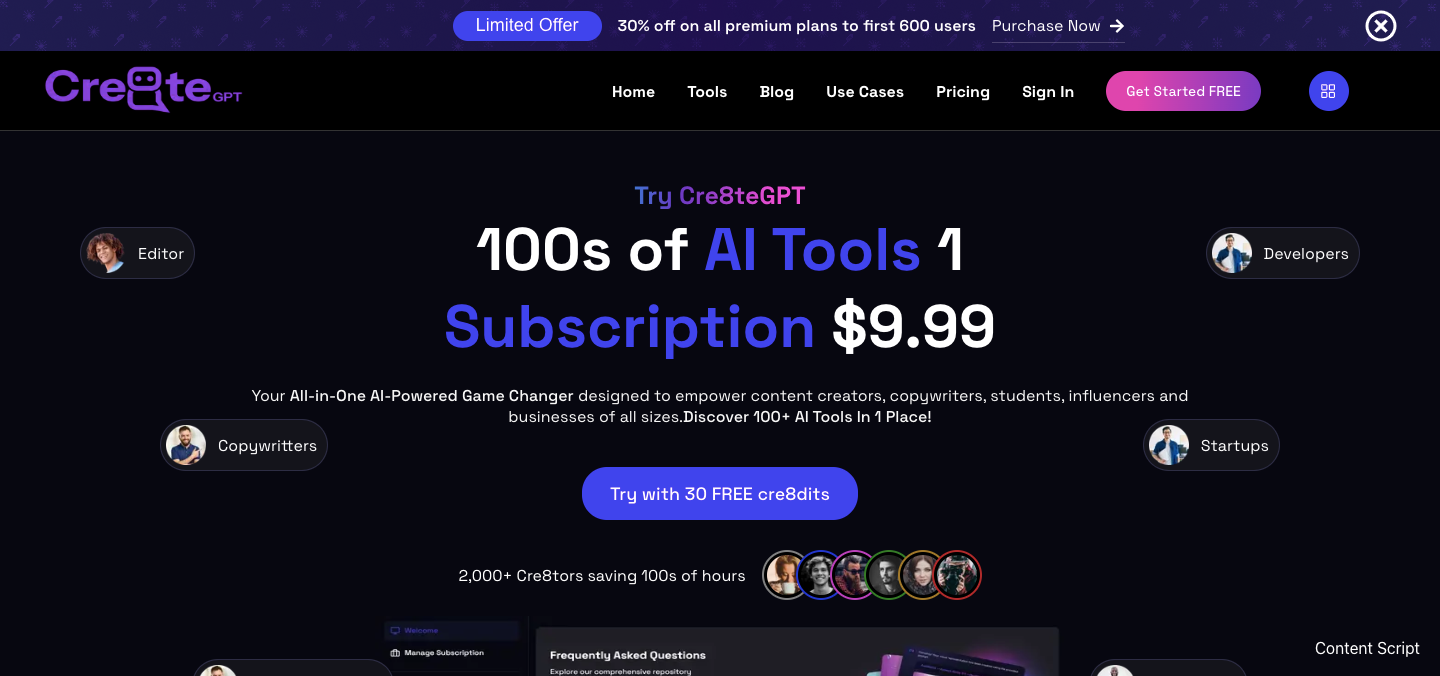 Limited Offer 30% off on all premium plans to first 600 users Purchase Now
Cre8te GPT
Home Tools Blog Use Cases Pricing Sign In Get Started FREE
Try Cre8teGPT
100s of AI Tools 1
Subscription $9.99
Editor
Developers
Your All-in-One AI-Powered Game Changer designed to empower content creators, copywriters, students, influencers and
businesses of all sizes.Discover 100+ AI Tools In 1 Place!
Copywritters
Startups
Try with 30 FREE cre8dits
2,000+ Cre8tors saving 100s of hours
Welcome
Manage Subscription
Frequently Asked Questions
Explore our comprehensive repository
Content Script